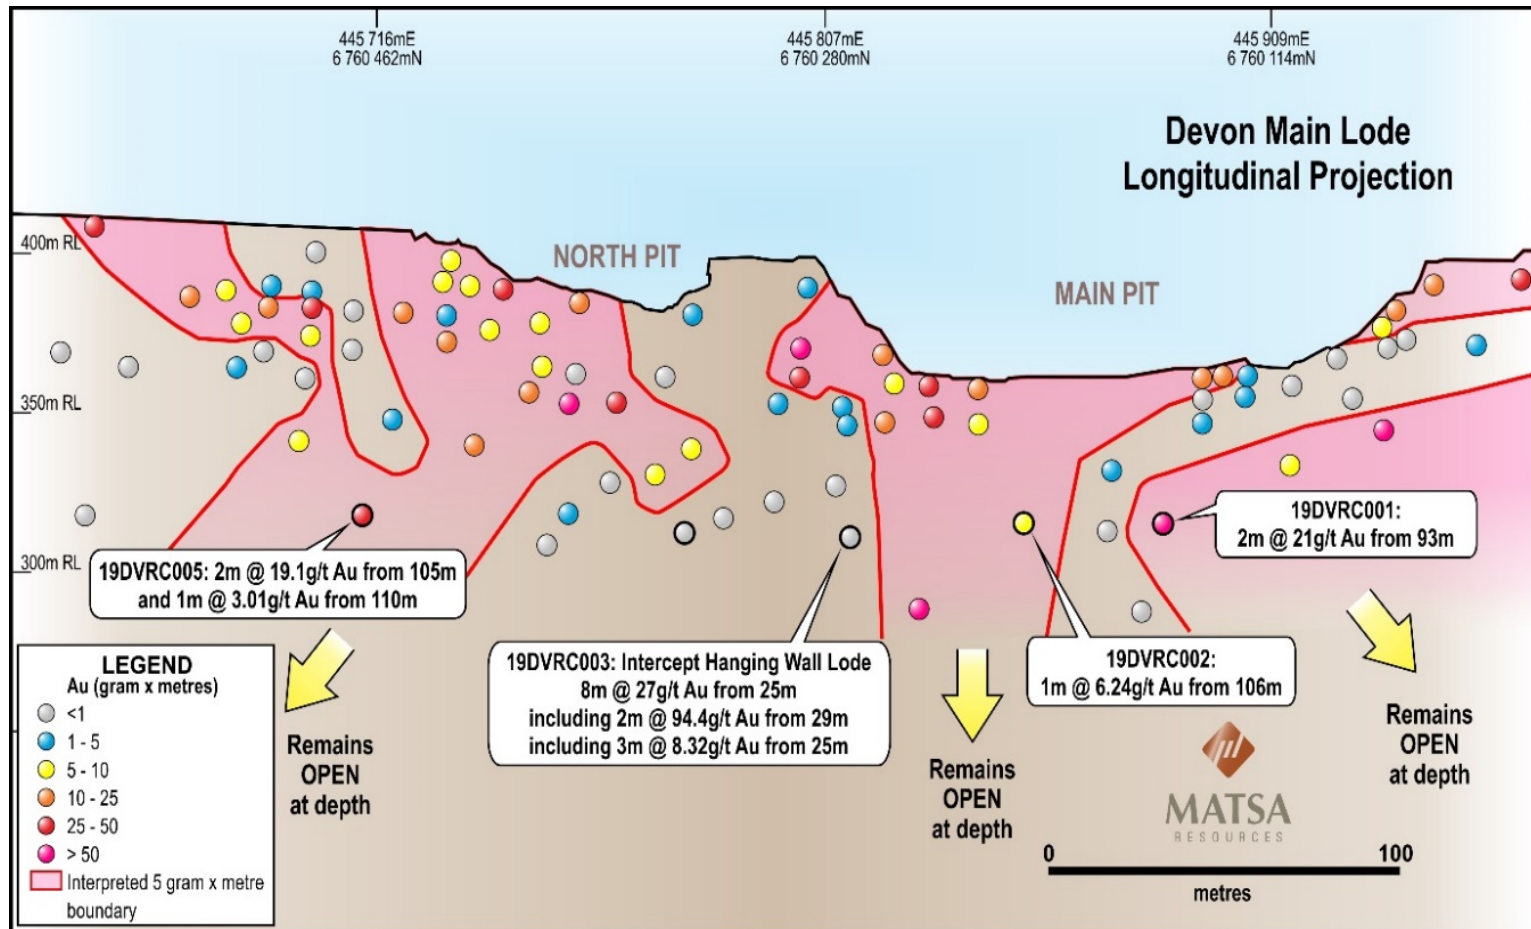 445 716mE
6 760 462mN
445 807mE
6 760 280mN
445 909mE
6 760 114mN
Devon Main Lode
Longitudinal Projection
400m RL
NORTH PIT
MAIN PIT
350m RL
300m RL
19DVRC005: 2m @ 19.1g/t Au from 105m
and 1m @ 3.01g/t Au from 110m
19DVRC001:
2m @ 21g/t Au from 93m
19DVRC003: Intercept Hanging Wall Lode
8m @ 27g/t Au from 25m
including 2m @ 94.4g/t Au from 29m
including 3m @ 8.32g/t Au from 25m
19DVRC002:
1m @ 6.24g/t Au from 106m
LEGEND
Au (gram x metres)
<1
1 - 5
5 - 10
10 - 25
25 - 50
> 50
Interpreted 5 gram x metre
boundary
Remains
OPEN
at depth
Remains
OPEN
at depth
Remains
OPEN
at depth
MATSA
RESOURCES
0 100
metres